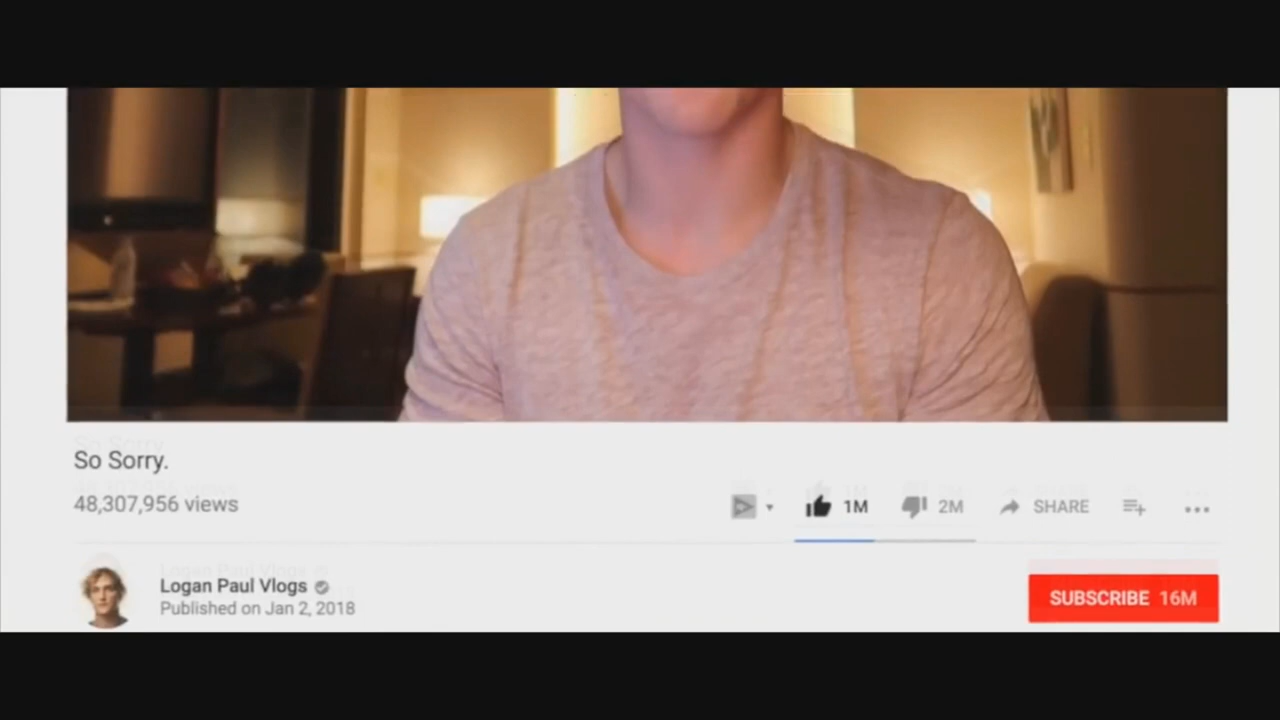 So Sorry.
48,307,956 views
1M
2M
SHARE
Logan Paul Vlogs
Published on Jan 2, 2018
SUBSCRIBE 16M